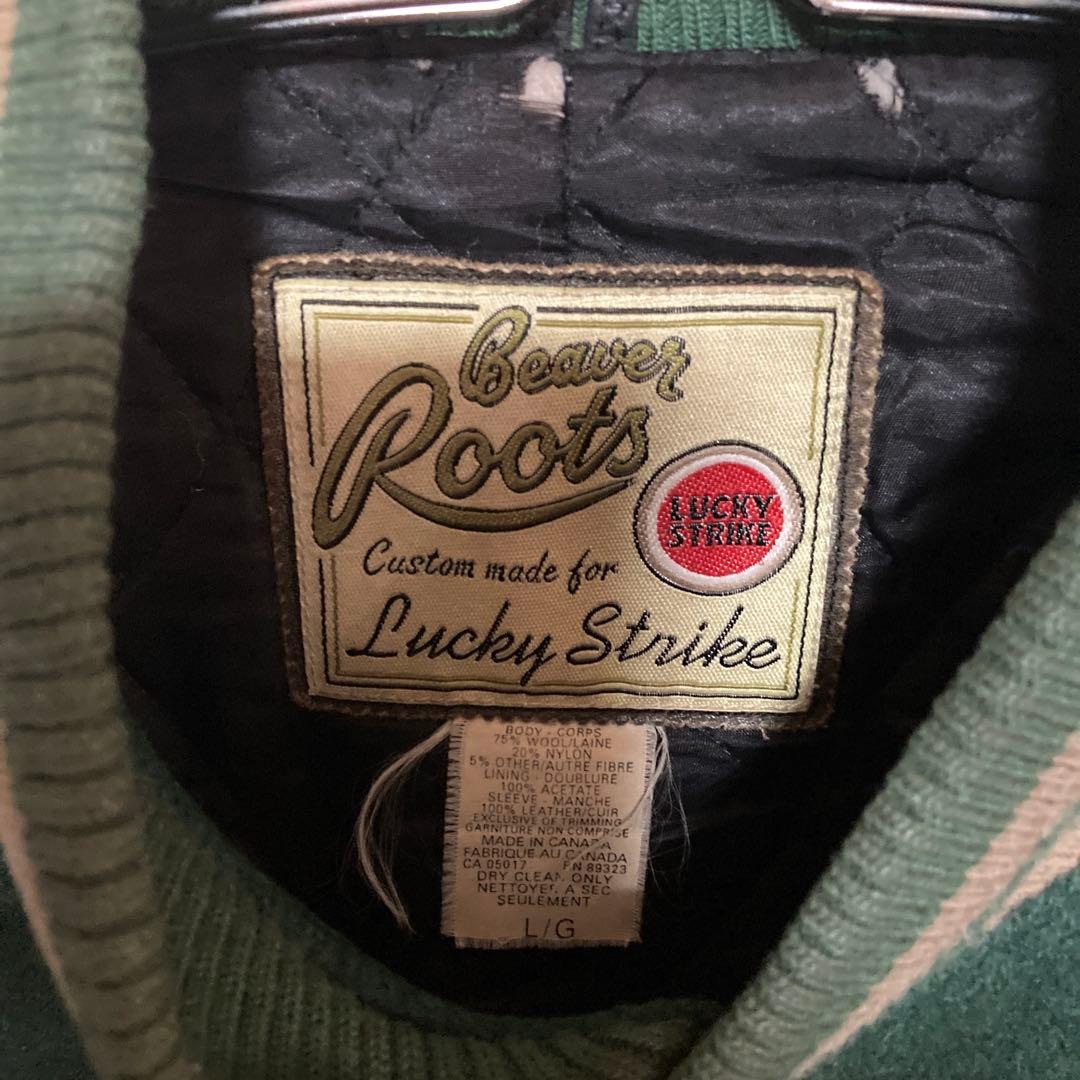 Beaver
Roots
LUCKY
STRIKE
Custom made for
Lucky Strike
BODY - CORPS
75% WOOL/LAINE
20% NYLON
5% OTHER/AUTRE FIBRE
LINING - DOUBLURE
100% ACETATE
SLEEVE - MANCHE
100% LEATHER/CUIR
EXCLUSIVE OF TRIMMING
GARNITURE NON COMPRISE
MADE IN CANADA
FABRIQUE AU CANADA
CA 05017 RN 89323
DRY CLEAN ONLY
NETTOYER A SEC
SEULEMENT
L/G